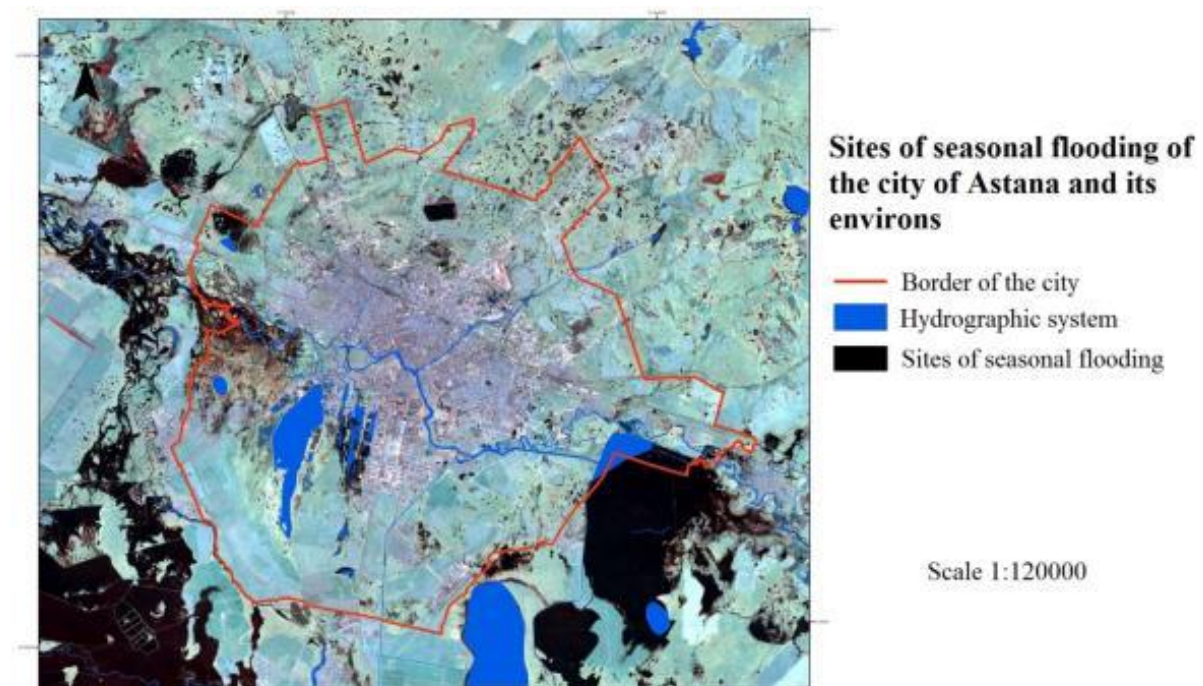 N
Sites of seasonal flooding of
the city of Astana and its
environs
Border of the city
Hydrographic system
Sites of seasonal flooding
Scale 1:120000